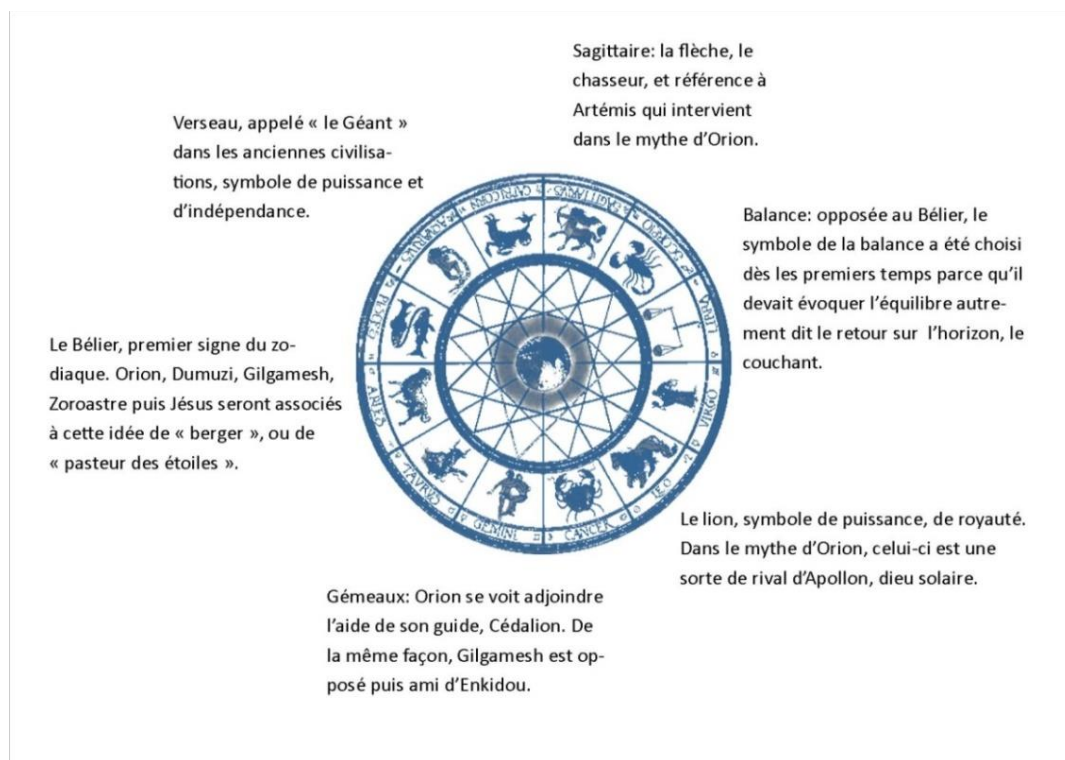 Sagittaire: la flèche, le
chasseur, et référence à
Artémis qui intervient
dans le mythe d’Orion.
Verseau, appelé « le Géant »
dans les anciennes civilisa-
tions, symbole de puissance et
d’indépendance.
Balance: opposée au Bélier, le
symbole de la balance a été choisi
dès les premiers temps parce qu’il
devait évoquer l’équilibre autre-
ment dit le retour sur l’horizon, le
couchant.
Le Bélier, premier signe du zo-
diaque. Orion, Dumuzi, Gilgamesh,
Zoroastre puis Jésus seront associés
à cette idée de « berger », ou de
« pasteur des étoiles ».
Le lion, symbole de puissance, de royauté.
Dans le mythe d’Orion, celui-ci est une
sorte de rival d’Apollon, dieu solaire.
Gémeaux: Orion se voit adjoindre
l’aide de son guide, Cédalion. De
la même façon, Gilgamesh est op-
posé puis ami d’Enkidou.
CAPRICORN
SAGITTARIUS
SCORPIO
VIRGO
LEO
CANCER
GEMINI
TAURUS
ARIES
PISCES
AQUARIUS